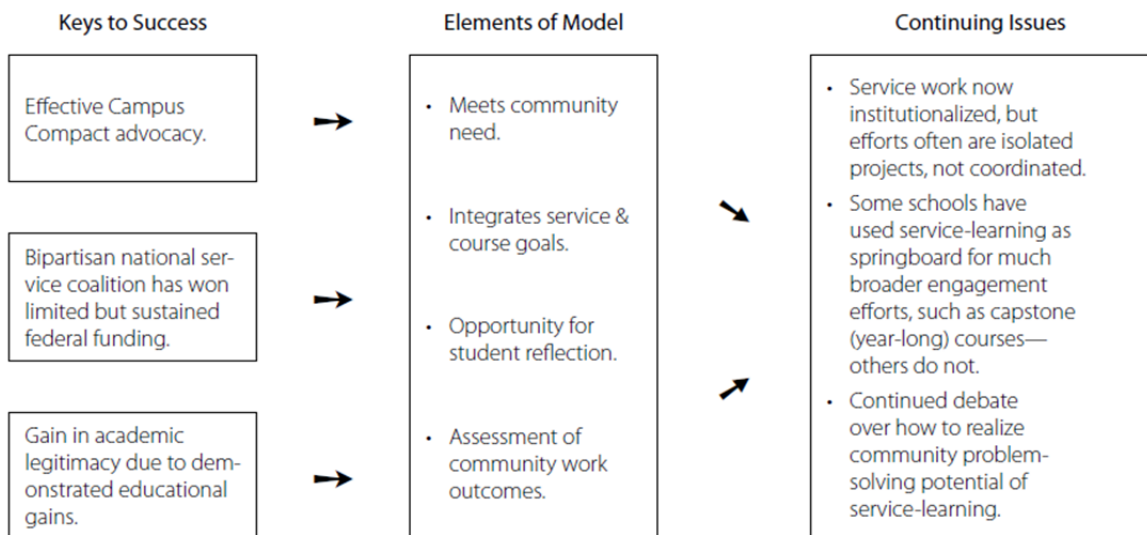 Keys to Success
Effective Campus
Compact advocacy.
Bipartisan national ser-
vice coalition has won
limited but sustained
federal funding.
Gain in academic
legitimacy due to dem-
onstrated educational
gains.
Elements of Model
• Meets community
need.
• Integrates service &
course goals.
• Opportunity for
student reflection.
• Assessment of
community work
outcomes.
Continuing Issues
• Service work now
institutionalized, but
efforts often are isolated
projects, not coordinated.
• Some schools have
used service-learning as
springboard for much
broader engagement
efforts, such as capstone
(year-long) courses—
others do not.
• Continued debate
over how to realize
community problem-
solving potential of
service-learning.